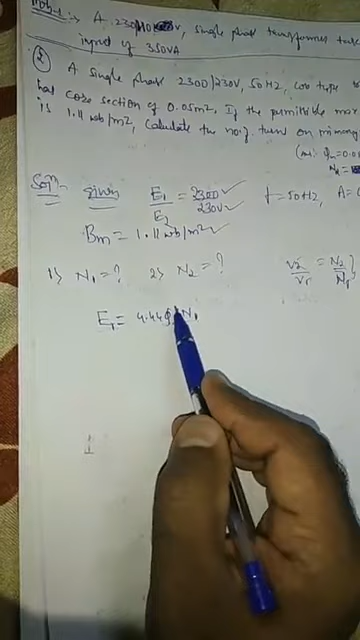 A 230/110 V, single phase transformer take
input of 350VA
②
A single phase 2300/230V, 50Hz, core type
has core section of 0.05m². If the permissible max
is 1.11 wb/m², Calculate the no. of turns on primary
Solⁿ- given E₁/E₂ = 2300/230V f=50Hz, A=
Bm = 1.11 wb/m²
1) N₁=? 2) N₂=? V₂/V₁ = N₂/N₁
E₁ = 4.44 N₁